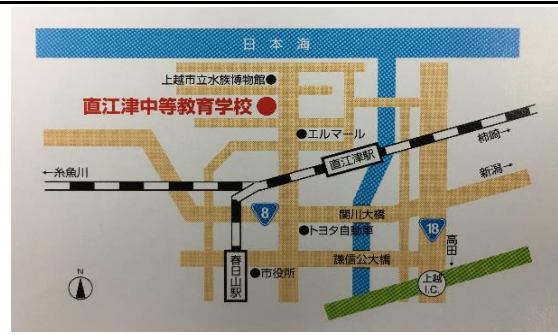 日本海
上越市立水族博物館●
直江津中等教育学校●
●エルマール
直江津駅
柿崎→
新潟→
←糸魚川
8
関川大橋
●トヨタ自動車
18
高田↓
謙信公大橋
春日山駅
●市役所
上越
I.C.
N